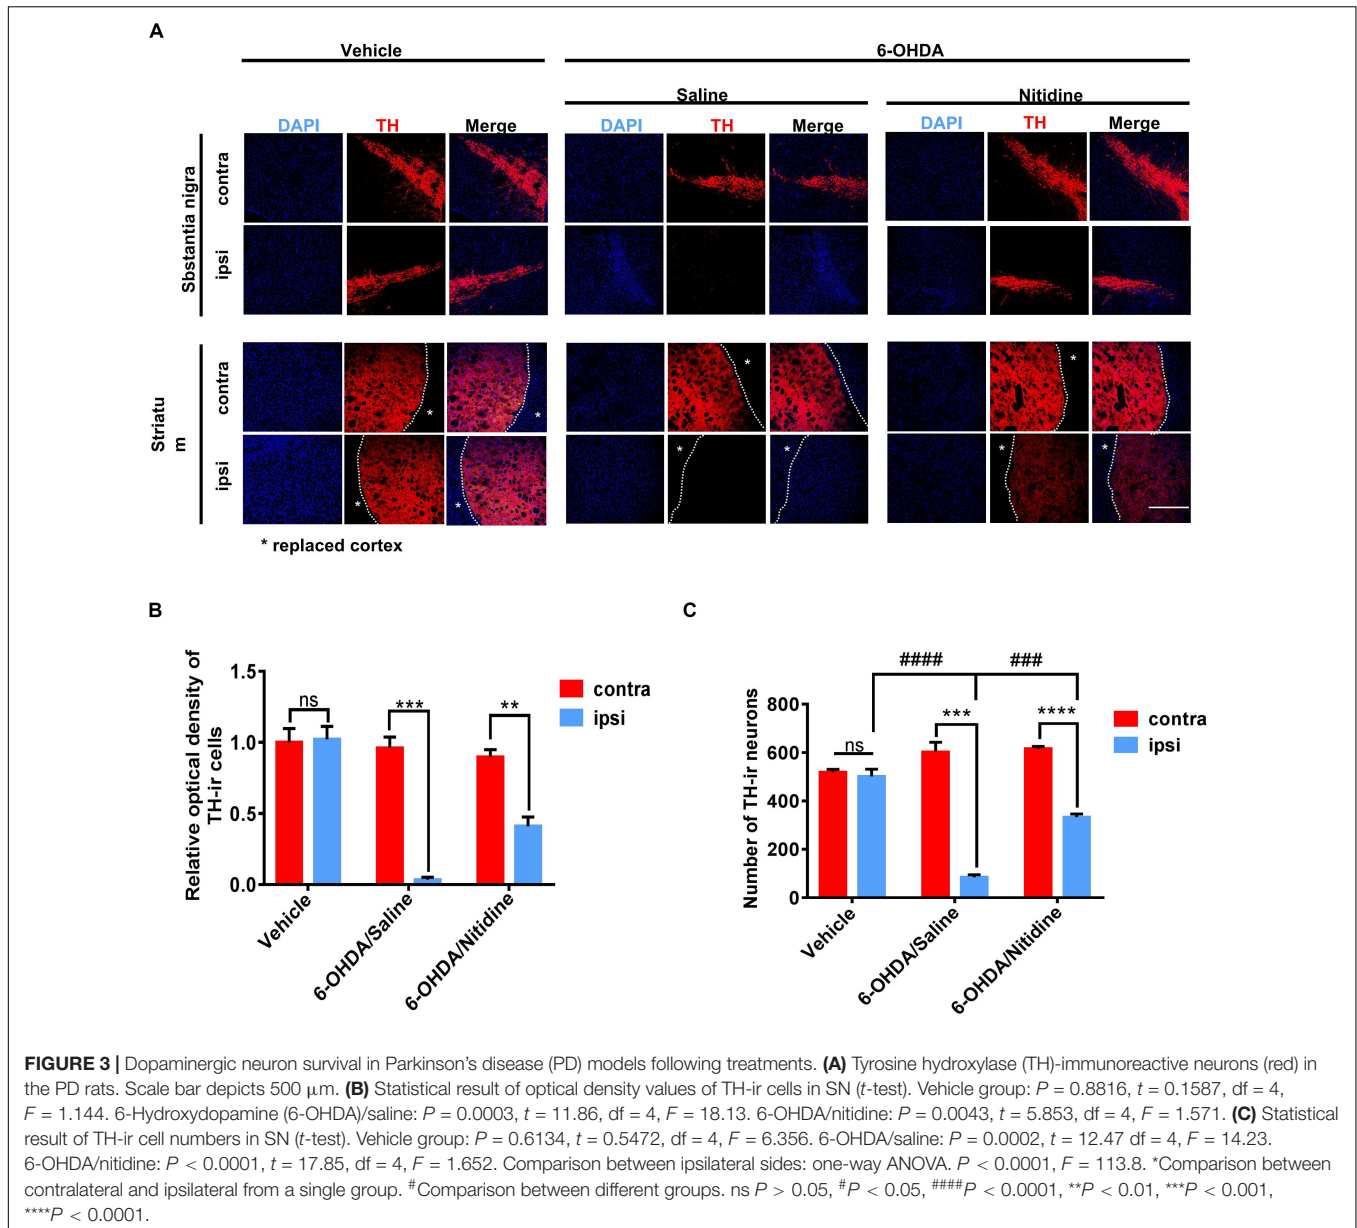 A
Vehicle
6-OHDA
Saline
Nitidine
DAPI TH Merge DAPI TH Merge DAPI TH Merge
Sbstantia nigra
contra
ipsi
Striatu
m
contra
ipsi
* * * *
* * * * * *
* replaced cortex
B
Relative optical density of
TH-ir cells
1.5
1.0
0.5
0.0
ns
***
**
contra
ipsi
Vehicle
6-OHDA/Saline
6-OHDA/Nitidine
C
Number of TH-ir neurons
800
600
400
200
0
####
###
ns
***
****
contra
ipsi
Vehicle
6-OHDA/Saline
6-OHDA/Nitidine
FIGURE 3 | Dopaminergic neuron survival in Parkinson's disease (PD) models following treatments. (A) Tyrosine hydroxylase (TH)-immunoreactive neurons (red) in
the PD rats. Scale bar depicts 500 μm. (B) Statistical result of optical density values of TH-ir cells in SN (t-test). Vehicle group: P = 0.8816, t = 0.1587, df = 4,
F = 1.144. 6-Hydroxydopamine (6-OHDA)/saline: P = 0.0003, t = 11.86, df = 4, F = 18.13. 6-OHDA/nitidine: P = 0.0043, t = 5.853, df = 4, F = 1.571. (C) Statistical
result of TH-ir cell numbers in SN (t-test). Vehicle group: P = 0.6134, t = 0.5472, df = 4, F = 6.356. 6-OHDA/saline: P = 0.0002, t = 12.47 df = 4, F = 14.23.
6-OHDA/nitidine: P < 0.0001, t = 17.85, df = 4, F = 1.652. Comparison between ipsilateral sides: one-way ANOVA. P < 0.0001, F = 113.8. *Comparison between
contralateral and ipsilateral from a single group. #Comparison between different groups. ns P > 0.05, #P < 0.05, ####P < 0.0001, **P < 0.01, ***P < 0.001,
****P < 0.0001.